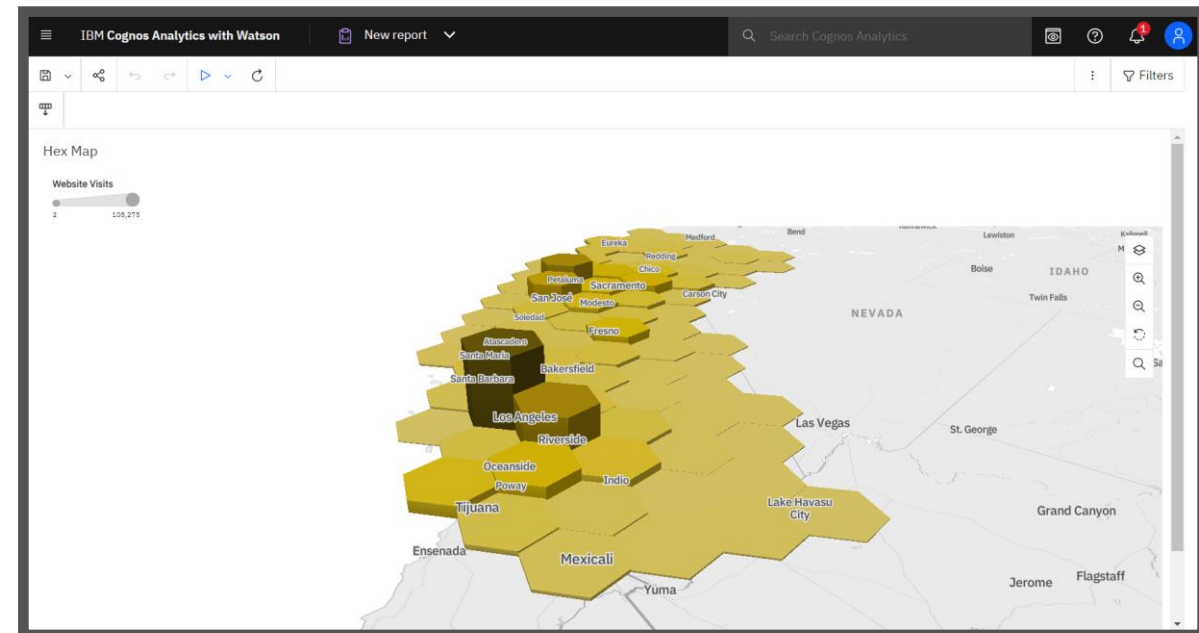 IBM Cognos Analytics with Watson
New report
Search Cognos Analytics
1
Filters
Hex Map
Website Visits
2 105,275
Eureka
Medford
Bend
Lewiston
Kalispell
Redding
Chico
Boise
IDAHO
Petaluma
Sacramento
San José
Modesto
Carson City
Twin Falls
Soledad
NEVADA
Fresno
Atascadero
Santa Maria
Bakersfield
Santa Barbara
Los Angeles
Las Vegas
St. George
Riverside
Oceanside
Poway
Indio
Tijuana
Lake Havasu
City
Grand Canyon
Ensenada
Mexicali
Yuma
Jerome
Flagstaff